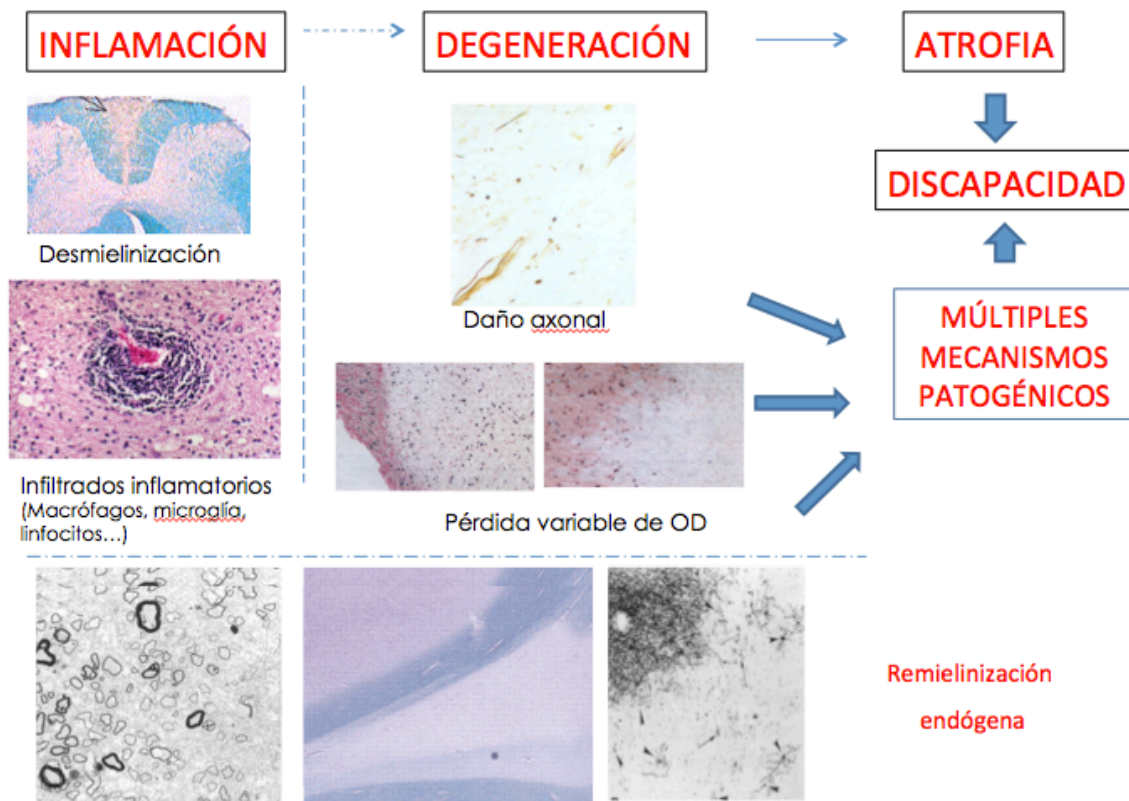 INFLAMACIÓN
DEGENERACIÓN
ATROFIA
DISCAPACIDAD
Desmielinización
Daño axonal
MÚLTIPLES
MECANISMOS
PATOGÉNICOS
Infiltrados inflamatorios
(Macrófagos, microglía,
linfocitos...)
Pérdida variable de OD
Remielinización
endógena